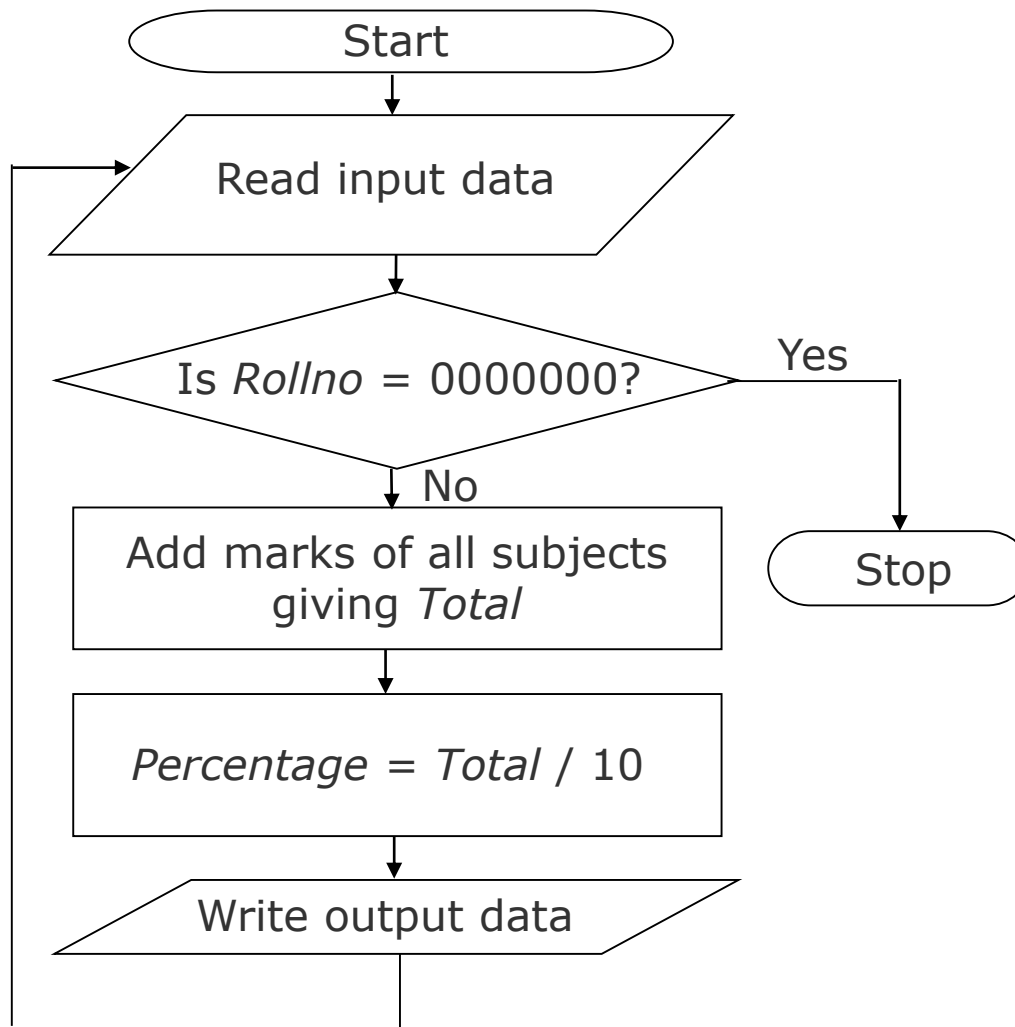 Start
Read input data
Is Rollno = 0000000?
Yes
No
Add marks of all subjects
giving Total
Stop
Percentage = Total / 10
Write output data